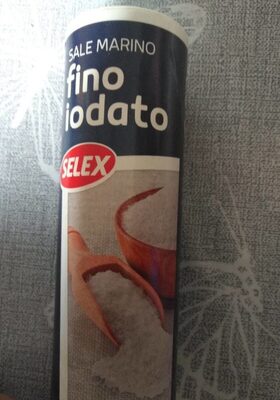 SALE MARINO
fino
iodato
SELEX